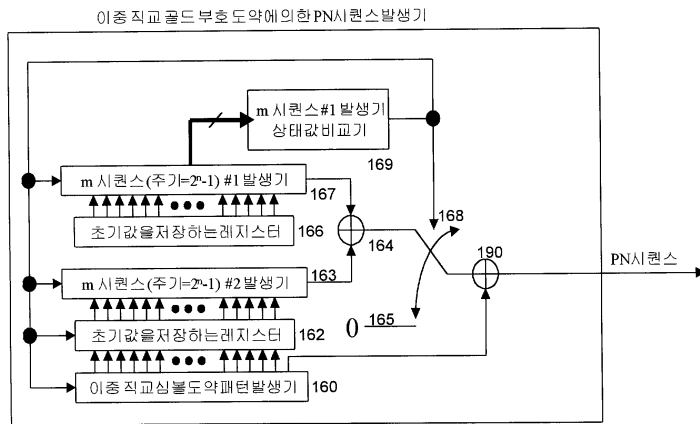 이중직교골드부호도약에의한PN시퀀스발생기
m 시퀀스#1 발생기
상태값비교기
169
m 시퀀스(주기=2ⁿ-1) #1 발생기
167
168
초기값을저장하는레지스터
166
164
190
PN시퀀스
m 시퀀스(주기=2ⁿ-1) #2 발생기
163
165
0
초기값을저장하는레지스터
162
이중직교심볼도약패턴발생기
160